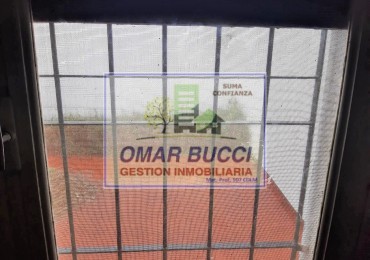 SUMA
CONFIANZA
OMAR BUCCI
GESTION INMOBILIARIA